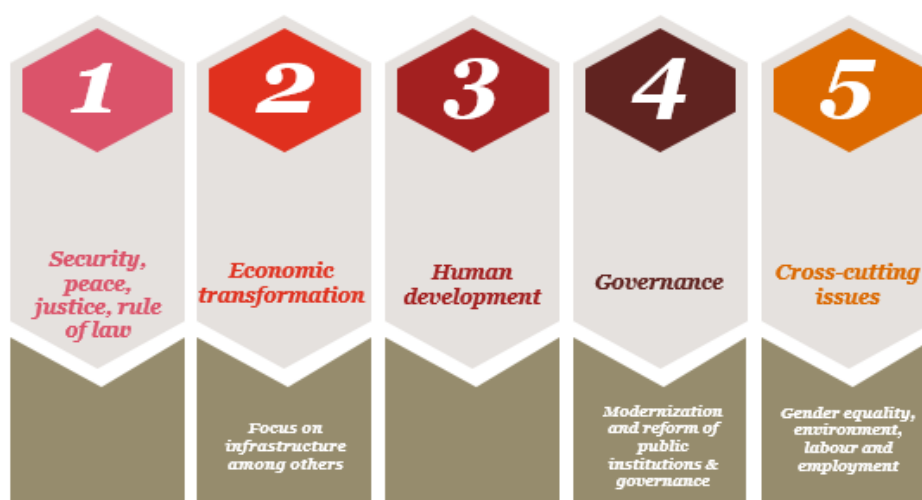 1
Security,
peace,
justice, rule
of law
2
Economic
transformation
Focus on
infrastructure
among others
3
Human
development
4
Governance
Modernization
and reform of
public
institutions &
governance
5
Cross-cutting
issues
Gender equality,
environment,
labour and
employment